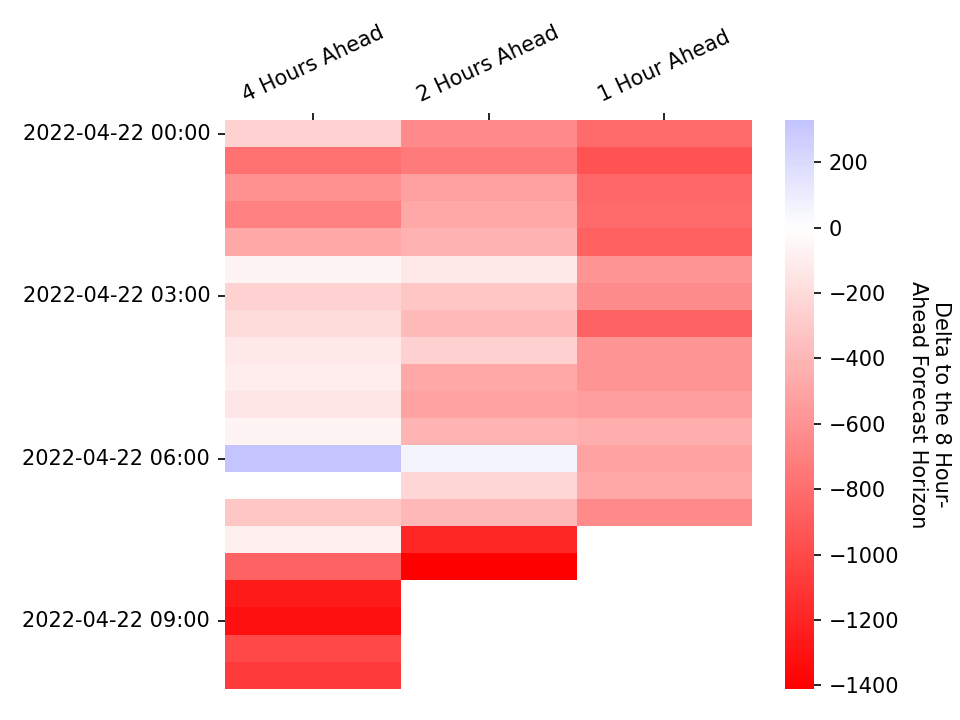 4 Hours Ahead
2 Hours Ahead
1 Hour Ahead
2022-04-22 00:00
2022-04-22 03:00
2022-04-22 06:00
2022-04-22 09:00
200
0
−200
−400
−600
−800
−1000
−1200
−1400
Delta to the 8 Hour-
Ahead Forecast Horizon